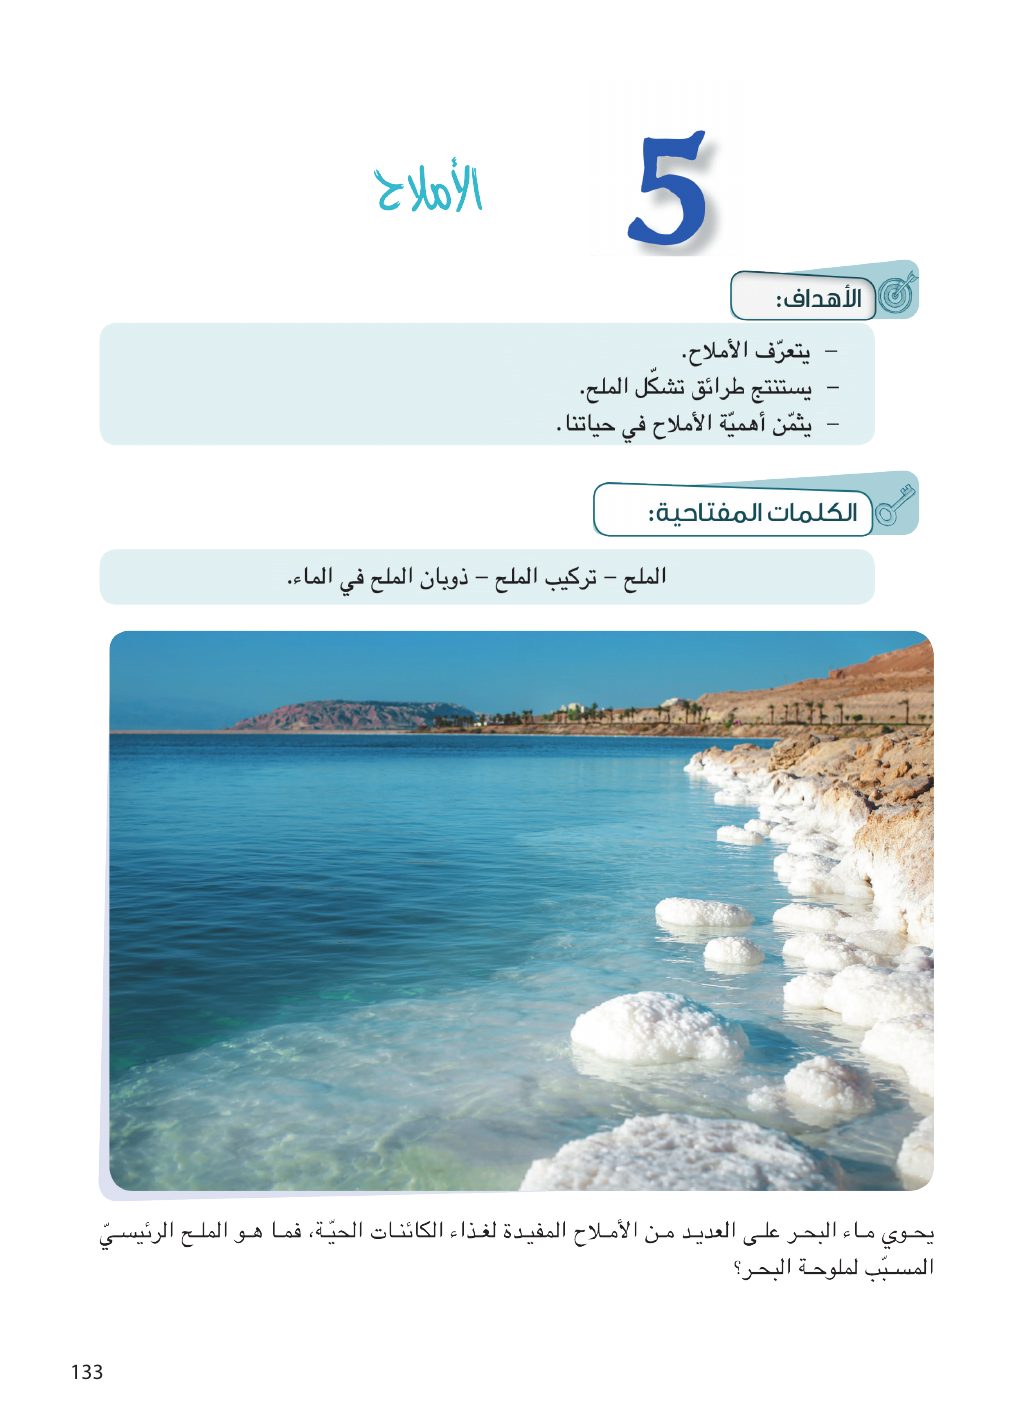 5
الأملاح
الأهداف:
– يتعرّف الأملاح.
– يستنتج طرائق تشكّل الملح.
– يثمّن أهميّة الأملاح في حياتنا.
الكلمات المفتاحية:
الملح – تركيب الملح – ذوبان الملح في الماء.
يحوي ماء البحر على العديد من الأملاح المفيدة لغذاء الكائنات الحيّة، فما هو الملح الرئيسيّ
المسبّب لملوحة البحر؟
133